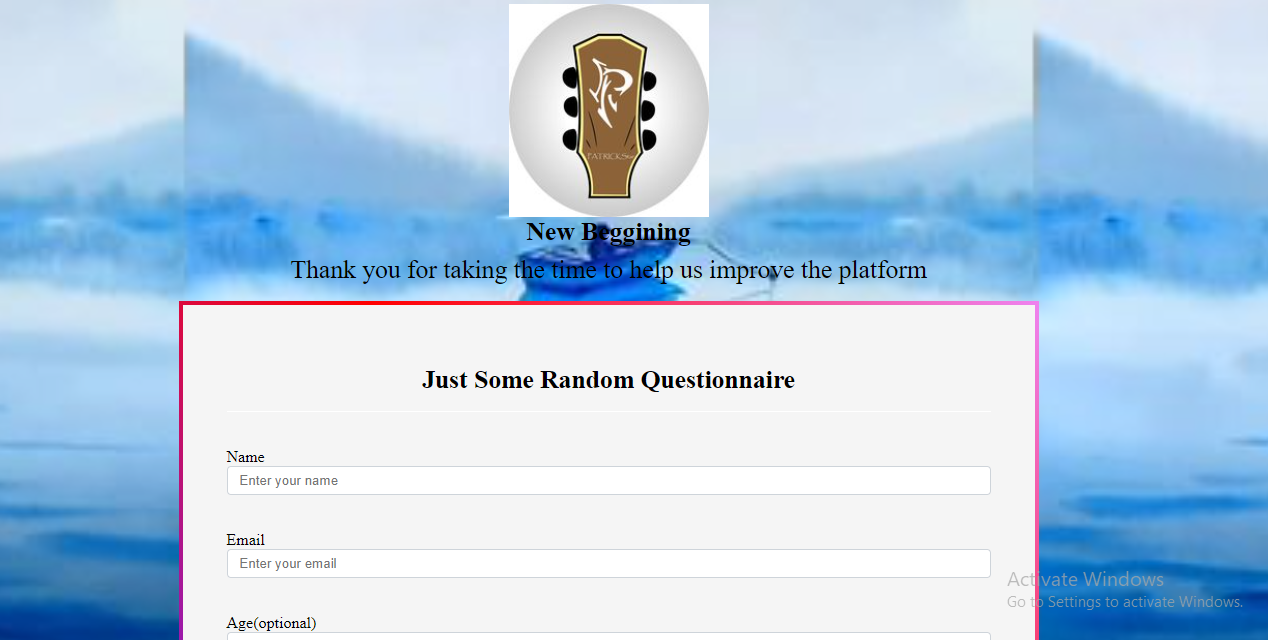 PATRICKS
New Beggining
Thank you for taking the time to help us improve the platform
Just Some Random Questionnaire
Name
Enter your name
Email
Enter your email
Age(optional)
Activate Windows
Go to Settings to activate Windows.